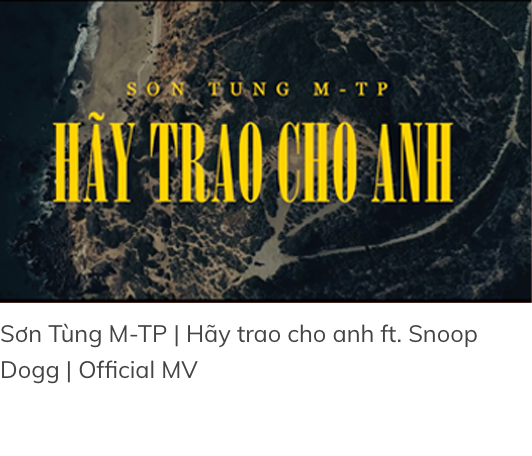 SƠN TÙNG M-TP
HÃY TRAO CHO ANH
Sơn Tùng M-TP | Hãy trao cho anh ft. Snoop
Dogg | Official MV